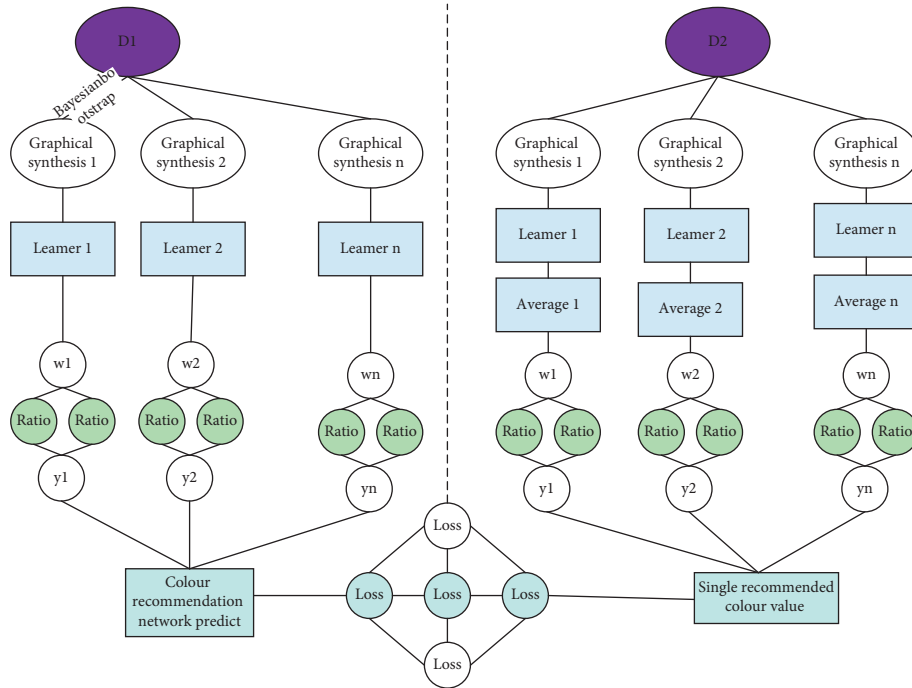 D1
D2
Bayesianbo
otstrap
Graphical
synthesis 1
Graphical
synthesis 2
Graphical
synthesis n
Graphical
synthesis 1
Graphical
synthesis 2
Graphical
synthesis n
Leamer 1
Leamer 2
Leamer n
Leamer 1
Leamer 2
Leamer n
Average 1
Average 2
Average n
w1
w2
wn
w1
w2
wn
Ratio
Ratio
Ratio
Ratio
Ratio
Ratio
Ratio
Ratio
Ratio
Ratio
Ratio
Ratio
y1
y2
yn
y1
y2
yn
Loss
Colour
recommendation
network predict
Loss
Loss
Loss
Single recommended
colour value
Loss